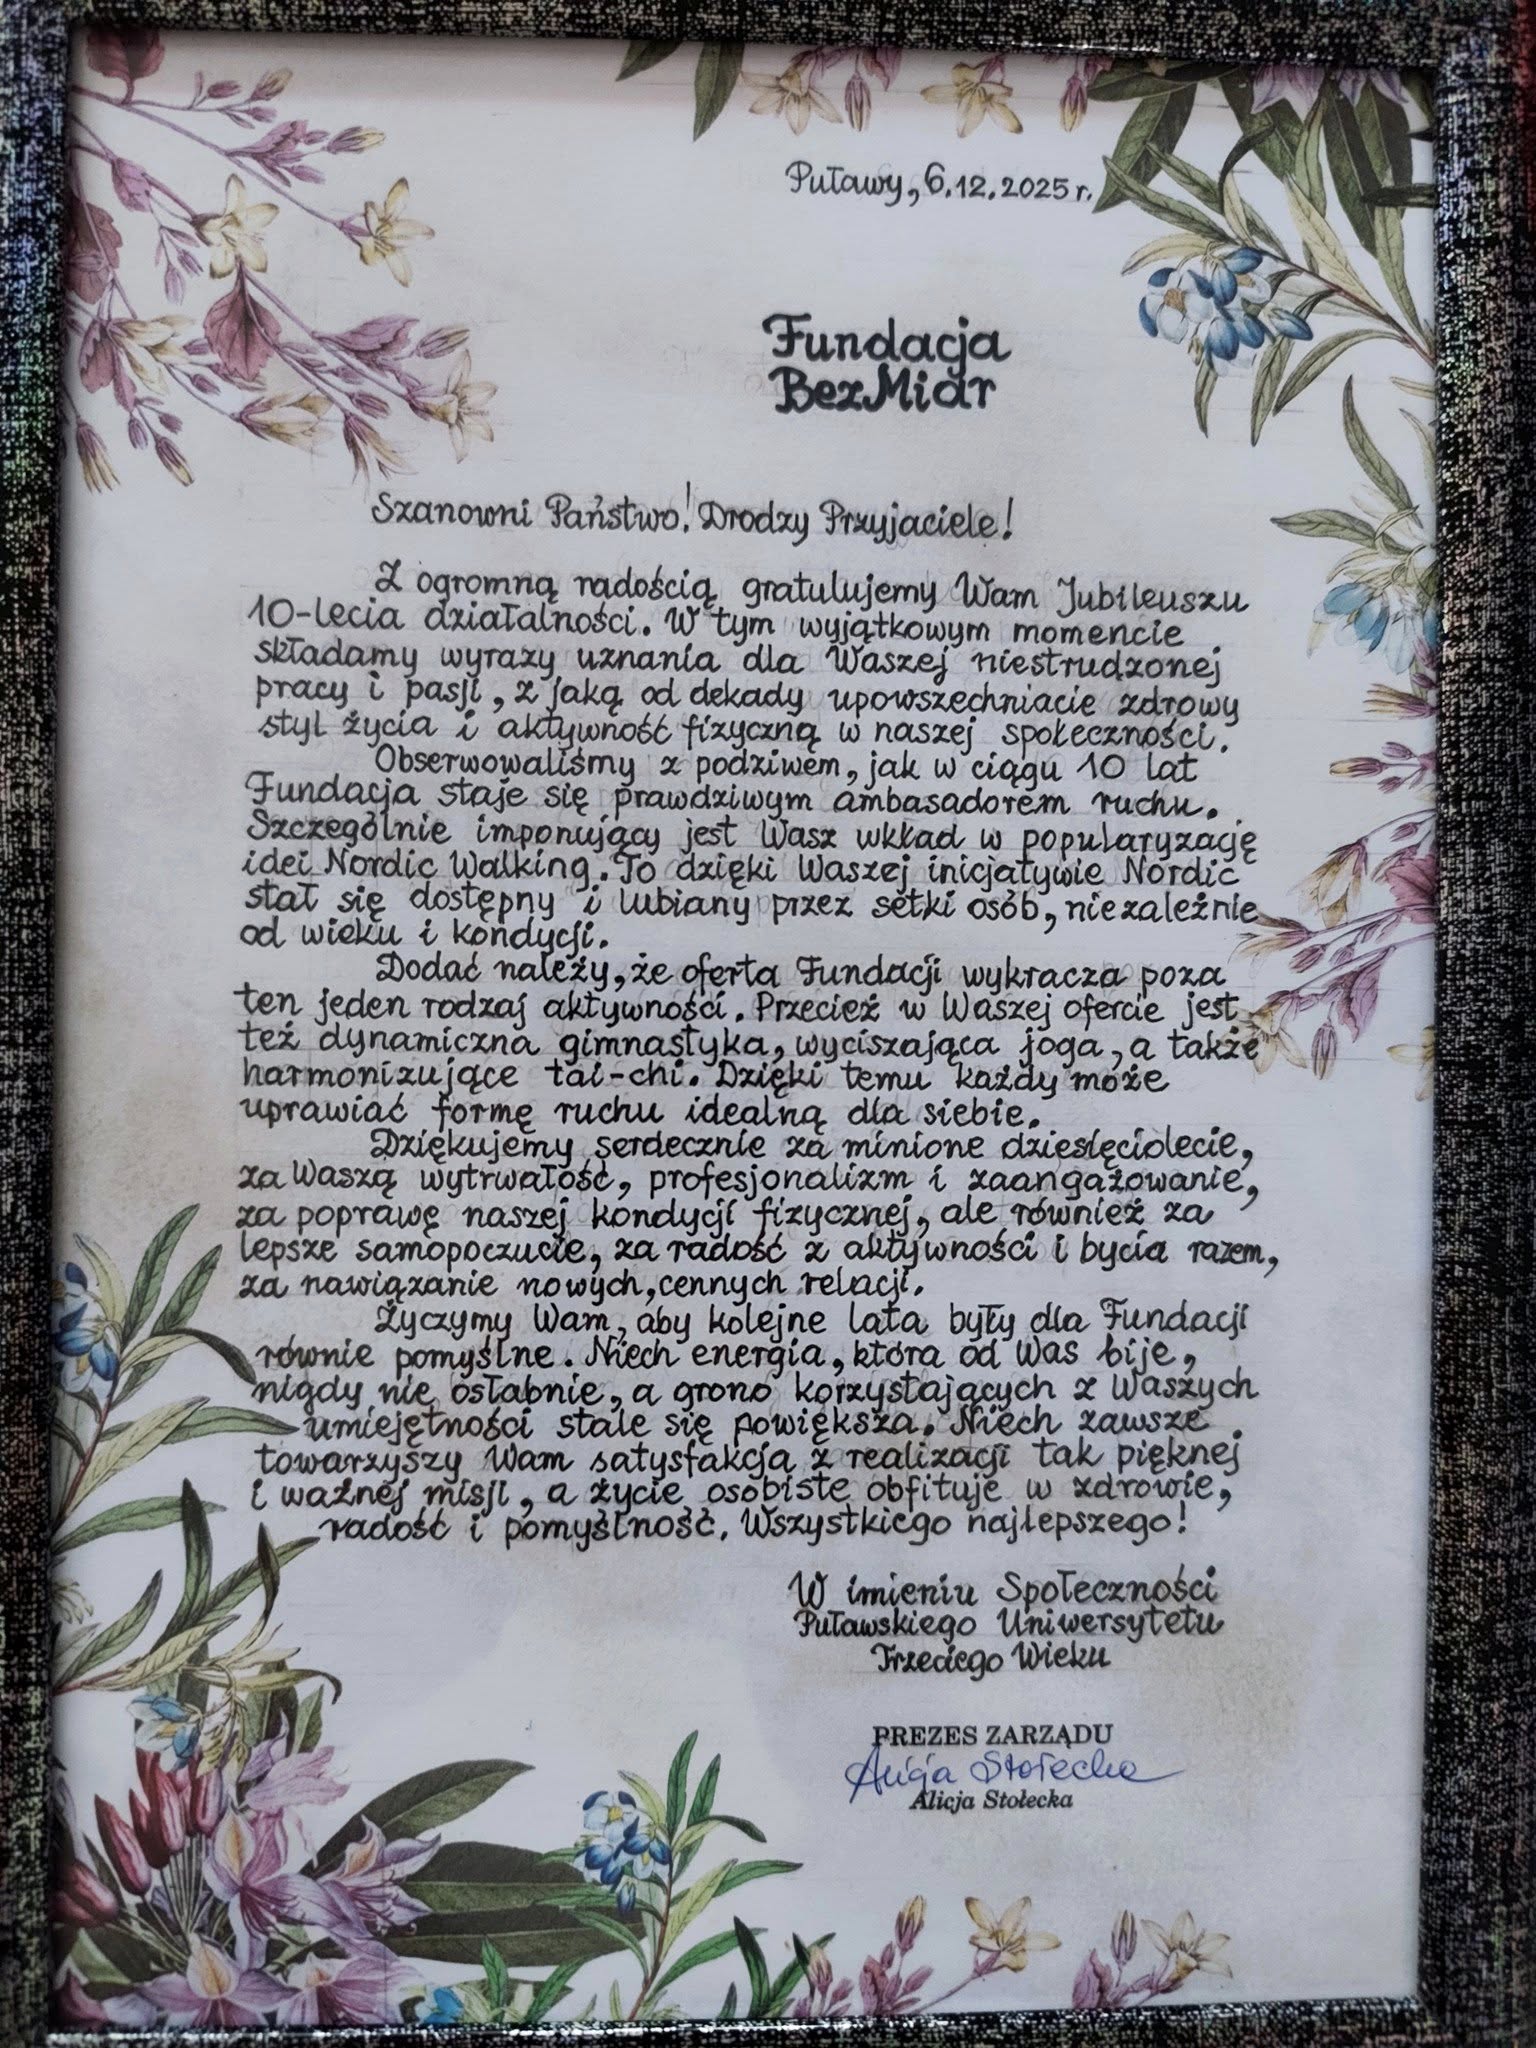 Puławy, 6.12.2025 r.
Fundacja
BezMiar
Szanowni Państwo! Drodzy Przyjaciele!
Z ogromną radością gratulujemy Wam Jubileuszu
10-lecia działalności. W tym wyjątkowym momencie
składamy wyrazy uznania dla Waszej niestrudzonej
pracy i pasji, z jaką od dekady upowszechniacie zdrowy
styl życia i aktywność fizyczną w naszej społeczności.
Obserwowaliśmy z podziwem, jak w ciągu 10 lat
Fundacja staje się prawdziwym ambasadorem ruchu.
Szczególnie imponujący jest Wasz wkład w popularyzację
idei Nordic Walking. To dzięki Waszej inicjatywie Nordic
stał się dostępny i lubiany przez setki osób, niezależnie
od wieku i kondycji.
Dodać należy, że oferta Fundacji wykracza poza
ten jeden rodzaj aktywności. Przecież w Waszej ofercie jest
też dynamiczna gimnastyka, wyciszająca joga, a także
harmonizujące tai-chi. Dzięki temu każdy może
uprawiać formę ruchu idealną dla siebie.
Dziękujemy serdecznie za minione dziesięciolecie,
za Waszą wytrwałość, profesjonalizm i zaangażowanie,
za poprawę naszej kondycji fizycznej, ale również za
lepsze samopoczucie, za radość z aktywności i bycia razem,
za nawiązanie nowych, cennych relacji.
Życzymy Wam, aby kolejne lata były dla Fundacji
równie pomyślne. Niech energia, która od Was bije,
nigdy nie osłabnie, a grono korzystających z Waszych
umiejętności stale się powiększa. Niech zawsze
towarzyszy Wam satysfakcja z realizacji tak pięknej
i ważnej misji, a życie osobiste obfituje w zdrowie,
radość i pomyślność. Wszystkiego najlepszego!
W imieniu Społeczności
Puławskiego Uniwersytetu
Trzeciego Wieku
PREZES ZARZĄDU
Alicja Stołecka
Alicja Stołecka